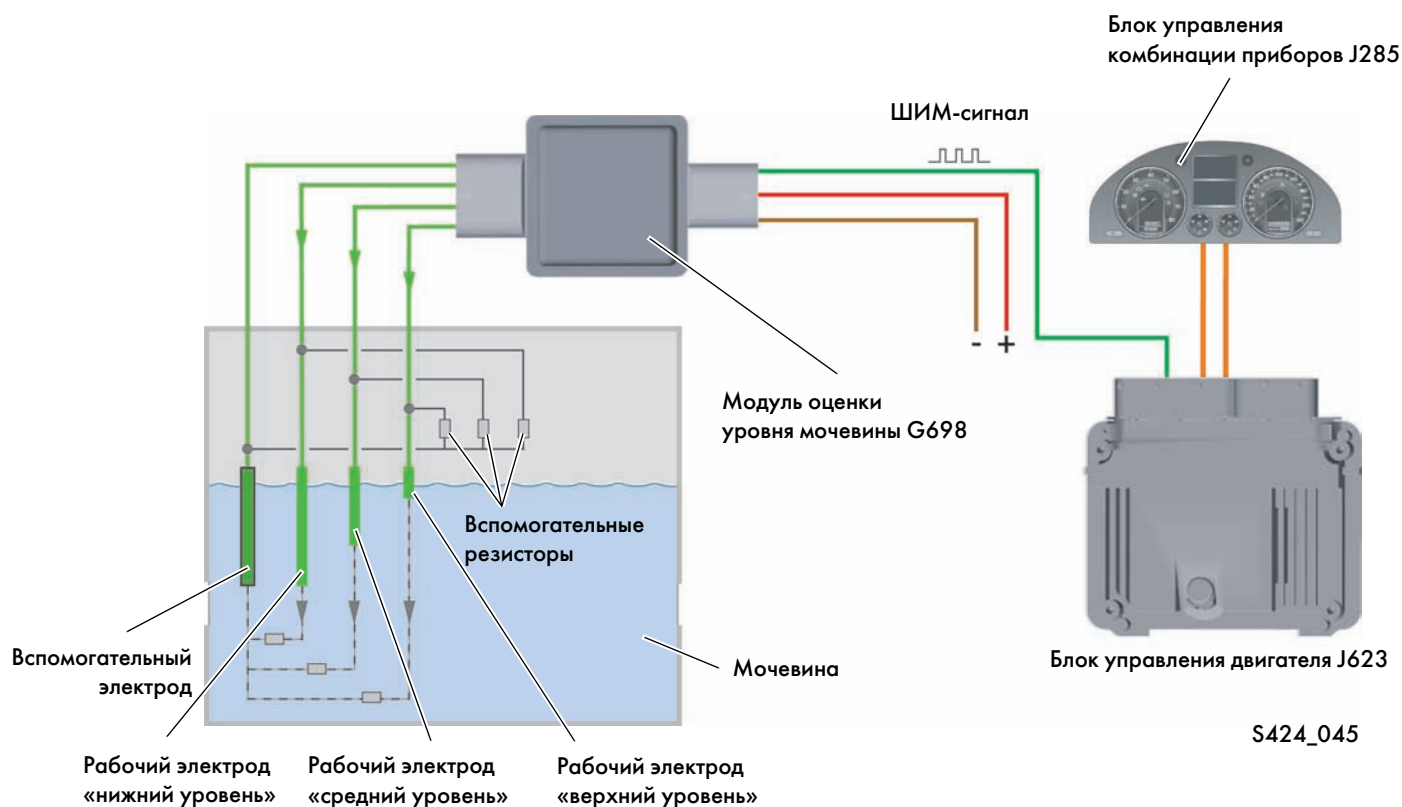 Блок управления
комбинации приборов J285
ШИМ-сигнал
- +
Модуль оценки
уровня мочевины G698
Вспомогательные
резисторы
Вспомогательный
электрод
Мочевина
Блок управления двигателя J623
S424_045
Рабочий электрод
«нижний уровень»
Рабочий электрод
«средний уровень»
Рабочий электрод
«верхний уровень»